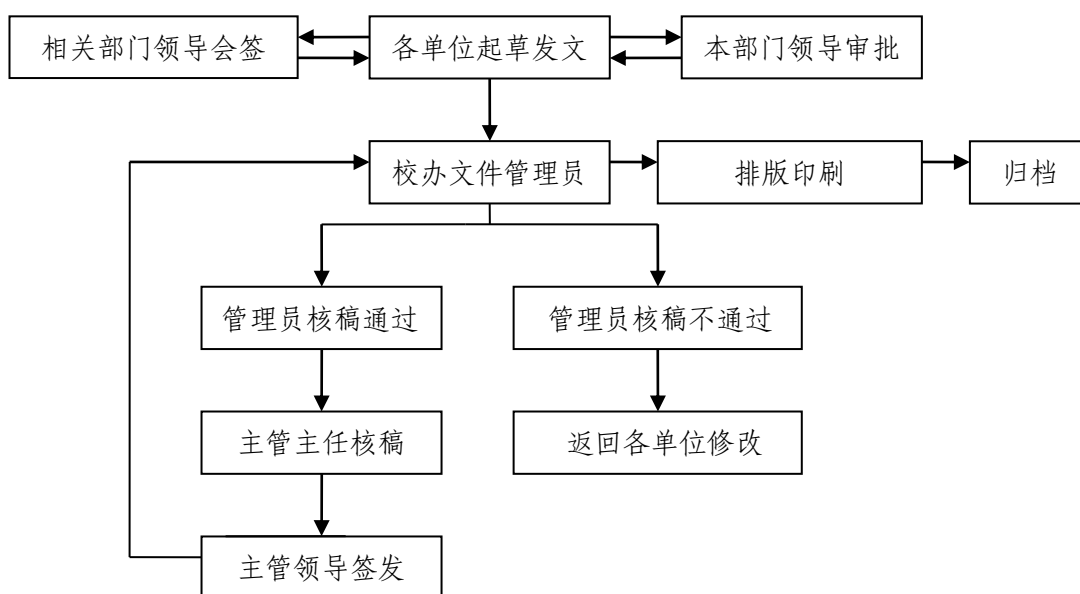 相关部门领导会签
各单位起草发文
本部门领导审批
校办文件管理员
排版印刷
归档
管理员核稿通过
管理员核稿不通过
主管主任核稿
返回各单位修改
主管领导签发